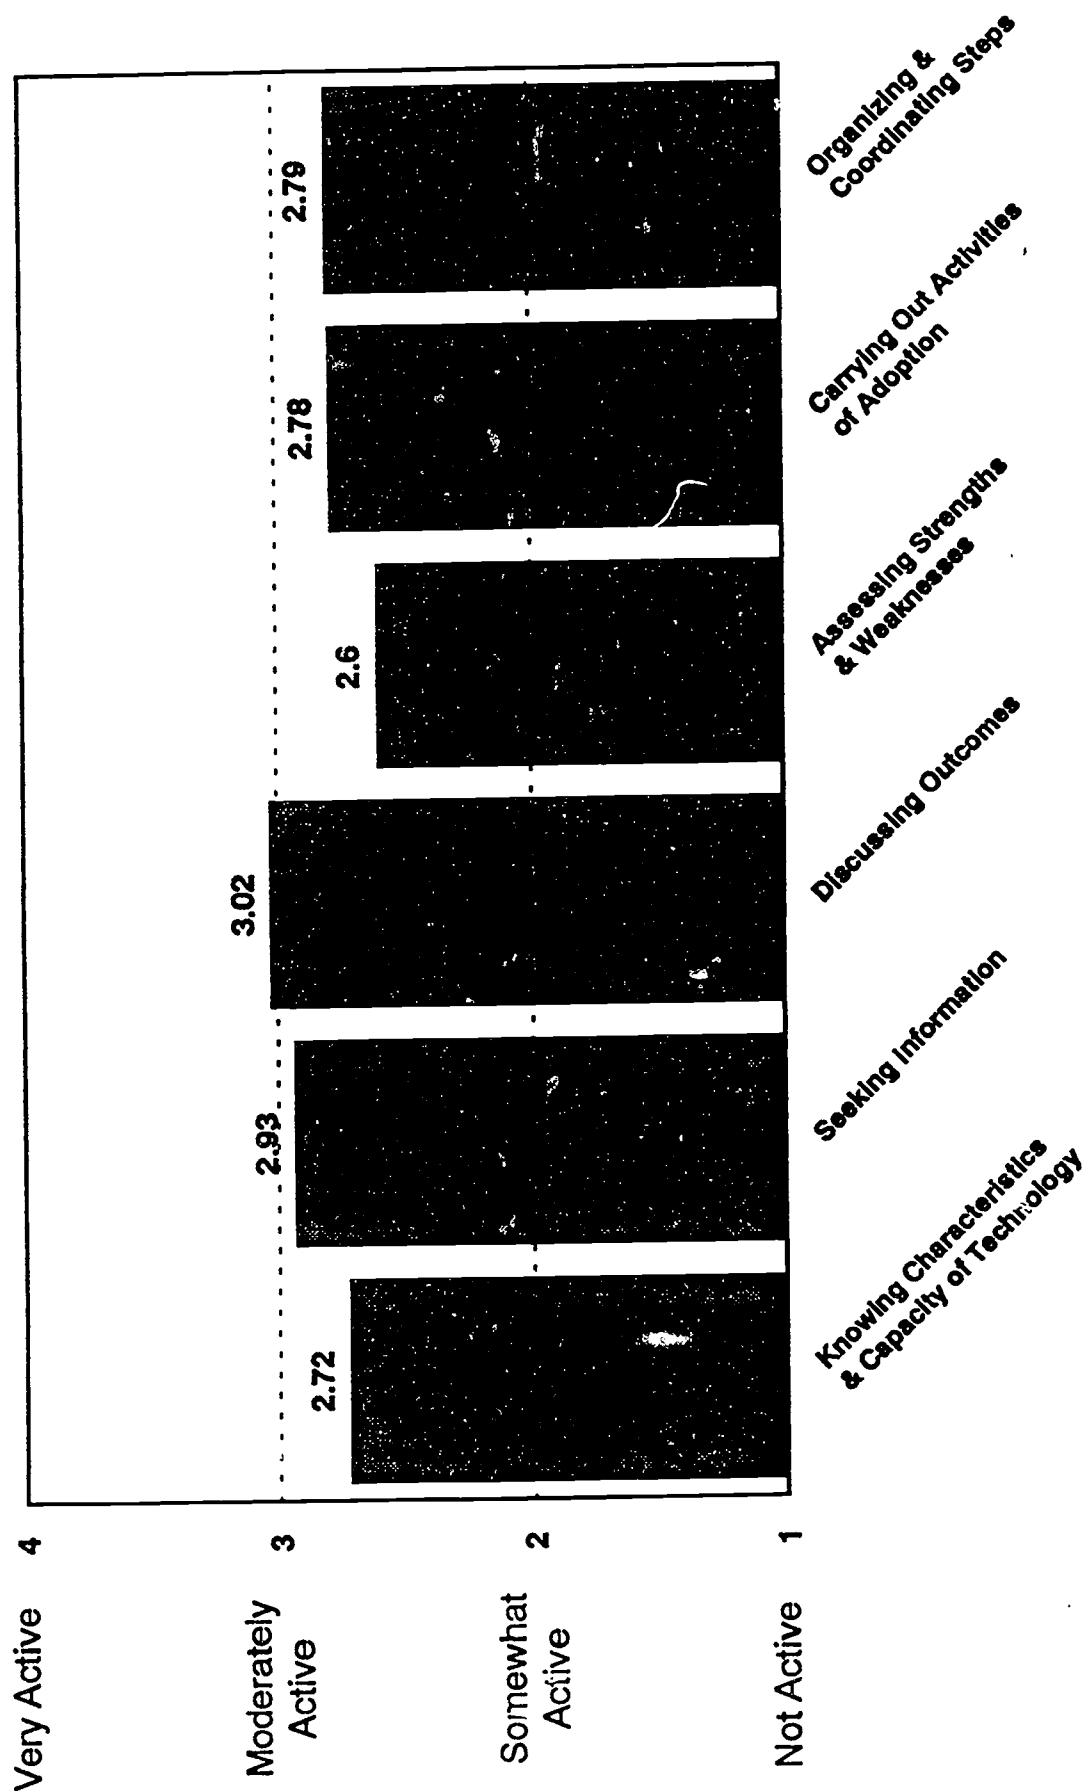 Very Active 4
Moderately
Active 3
Somewhat
Active 2
Not Active 1
2.72
2.93
3.02
2.6
2.78
2.79
Knowing Characteristics
& Capacity of Technology
Seeking Information
Discussing Outcomes
Assessing Strengths
& Weaknesses
Carrying Out Activities
of Adoption
Organizing &
Coordinating Steps